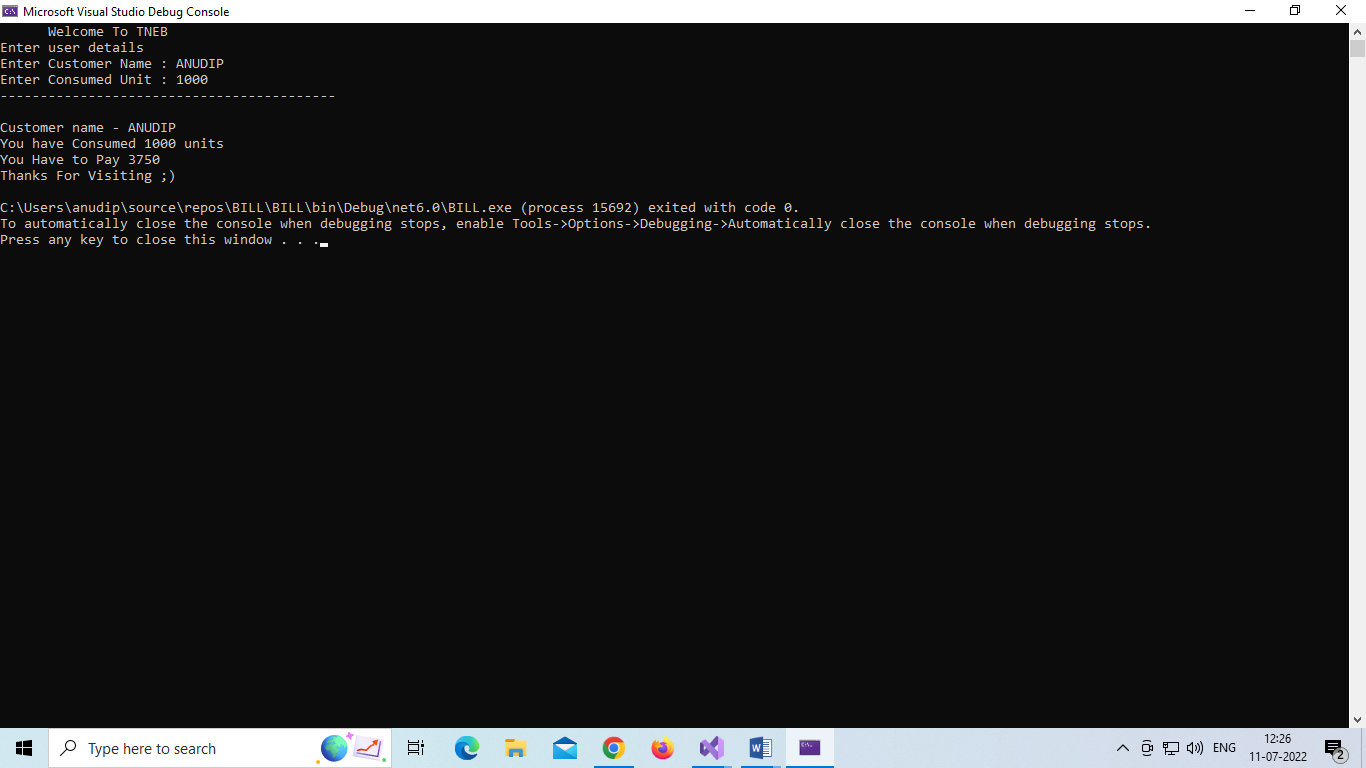 Microsoft Visual Studio Debug Console
Welcome To TNEB
Enter user details
Enter Customer Name : ANUDIP
Enter Consumed Unit : 1000
------------------------------------------
Customer name - ANUDIP
You have Consumed 1000 units
You Have to Pay 3750
Thanks For Visiting ;)
C:\Users\anudip\source\repos\BILL\BILL\bin\Debug\net6.0\BILL.exe (process 15692) exited with code 0.
To automatically close the console when debugging stops, enable Tools->Options->Debugging->Automatically close the console when debugging stops.
Press any key to close this window . . .
Type here to search
ENG
12:26
11-07-2022
2